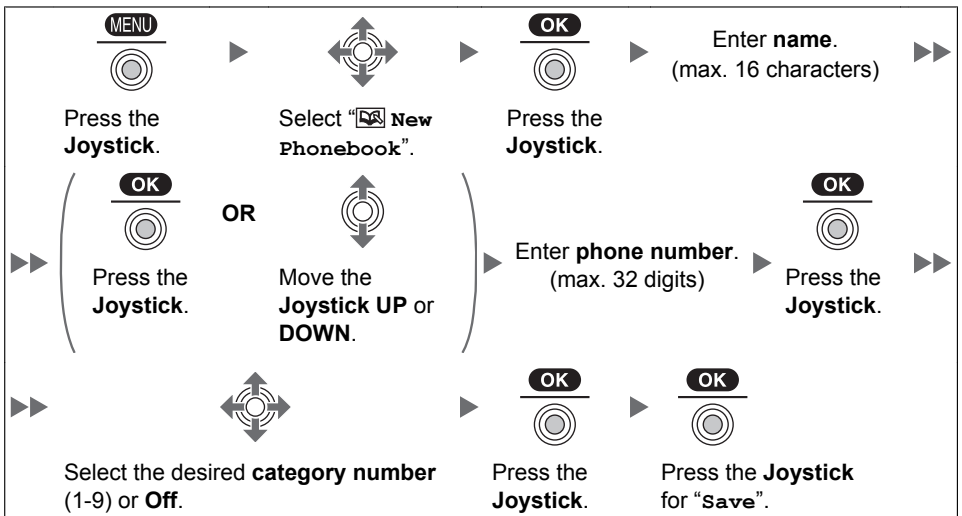 MENU
OK
Enter name.
(max. 16 characters)
Press the
Joystick.
Select “ New
Phonebook”.
Press the
Joystick.
OK
OR
OK
Press the
Joystick.
Move the
Joystick UP or
DOWN.
Enter phone number.
(max. 32 digits)
Press the
Joystick.
OK
OK
Select the desired category number
(1-9) or Off.
Press the
Joystick.
Press the Joystick
for “Save”.